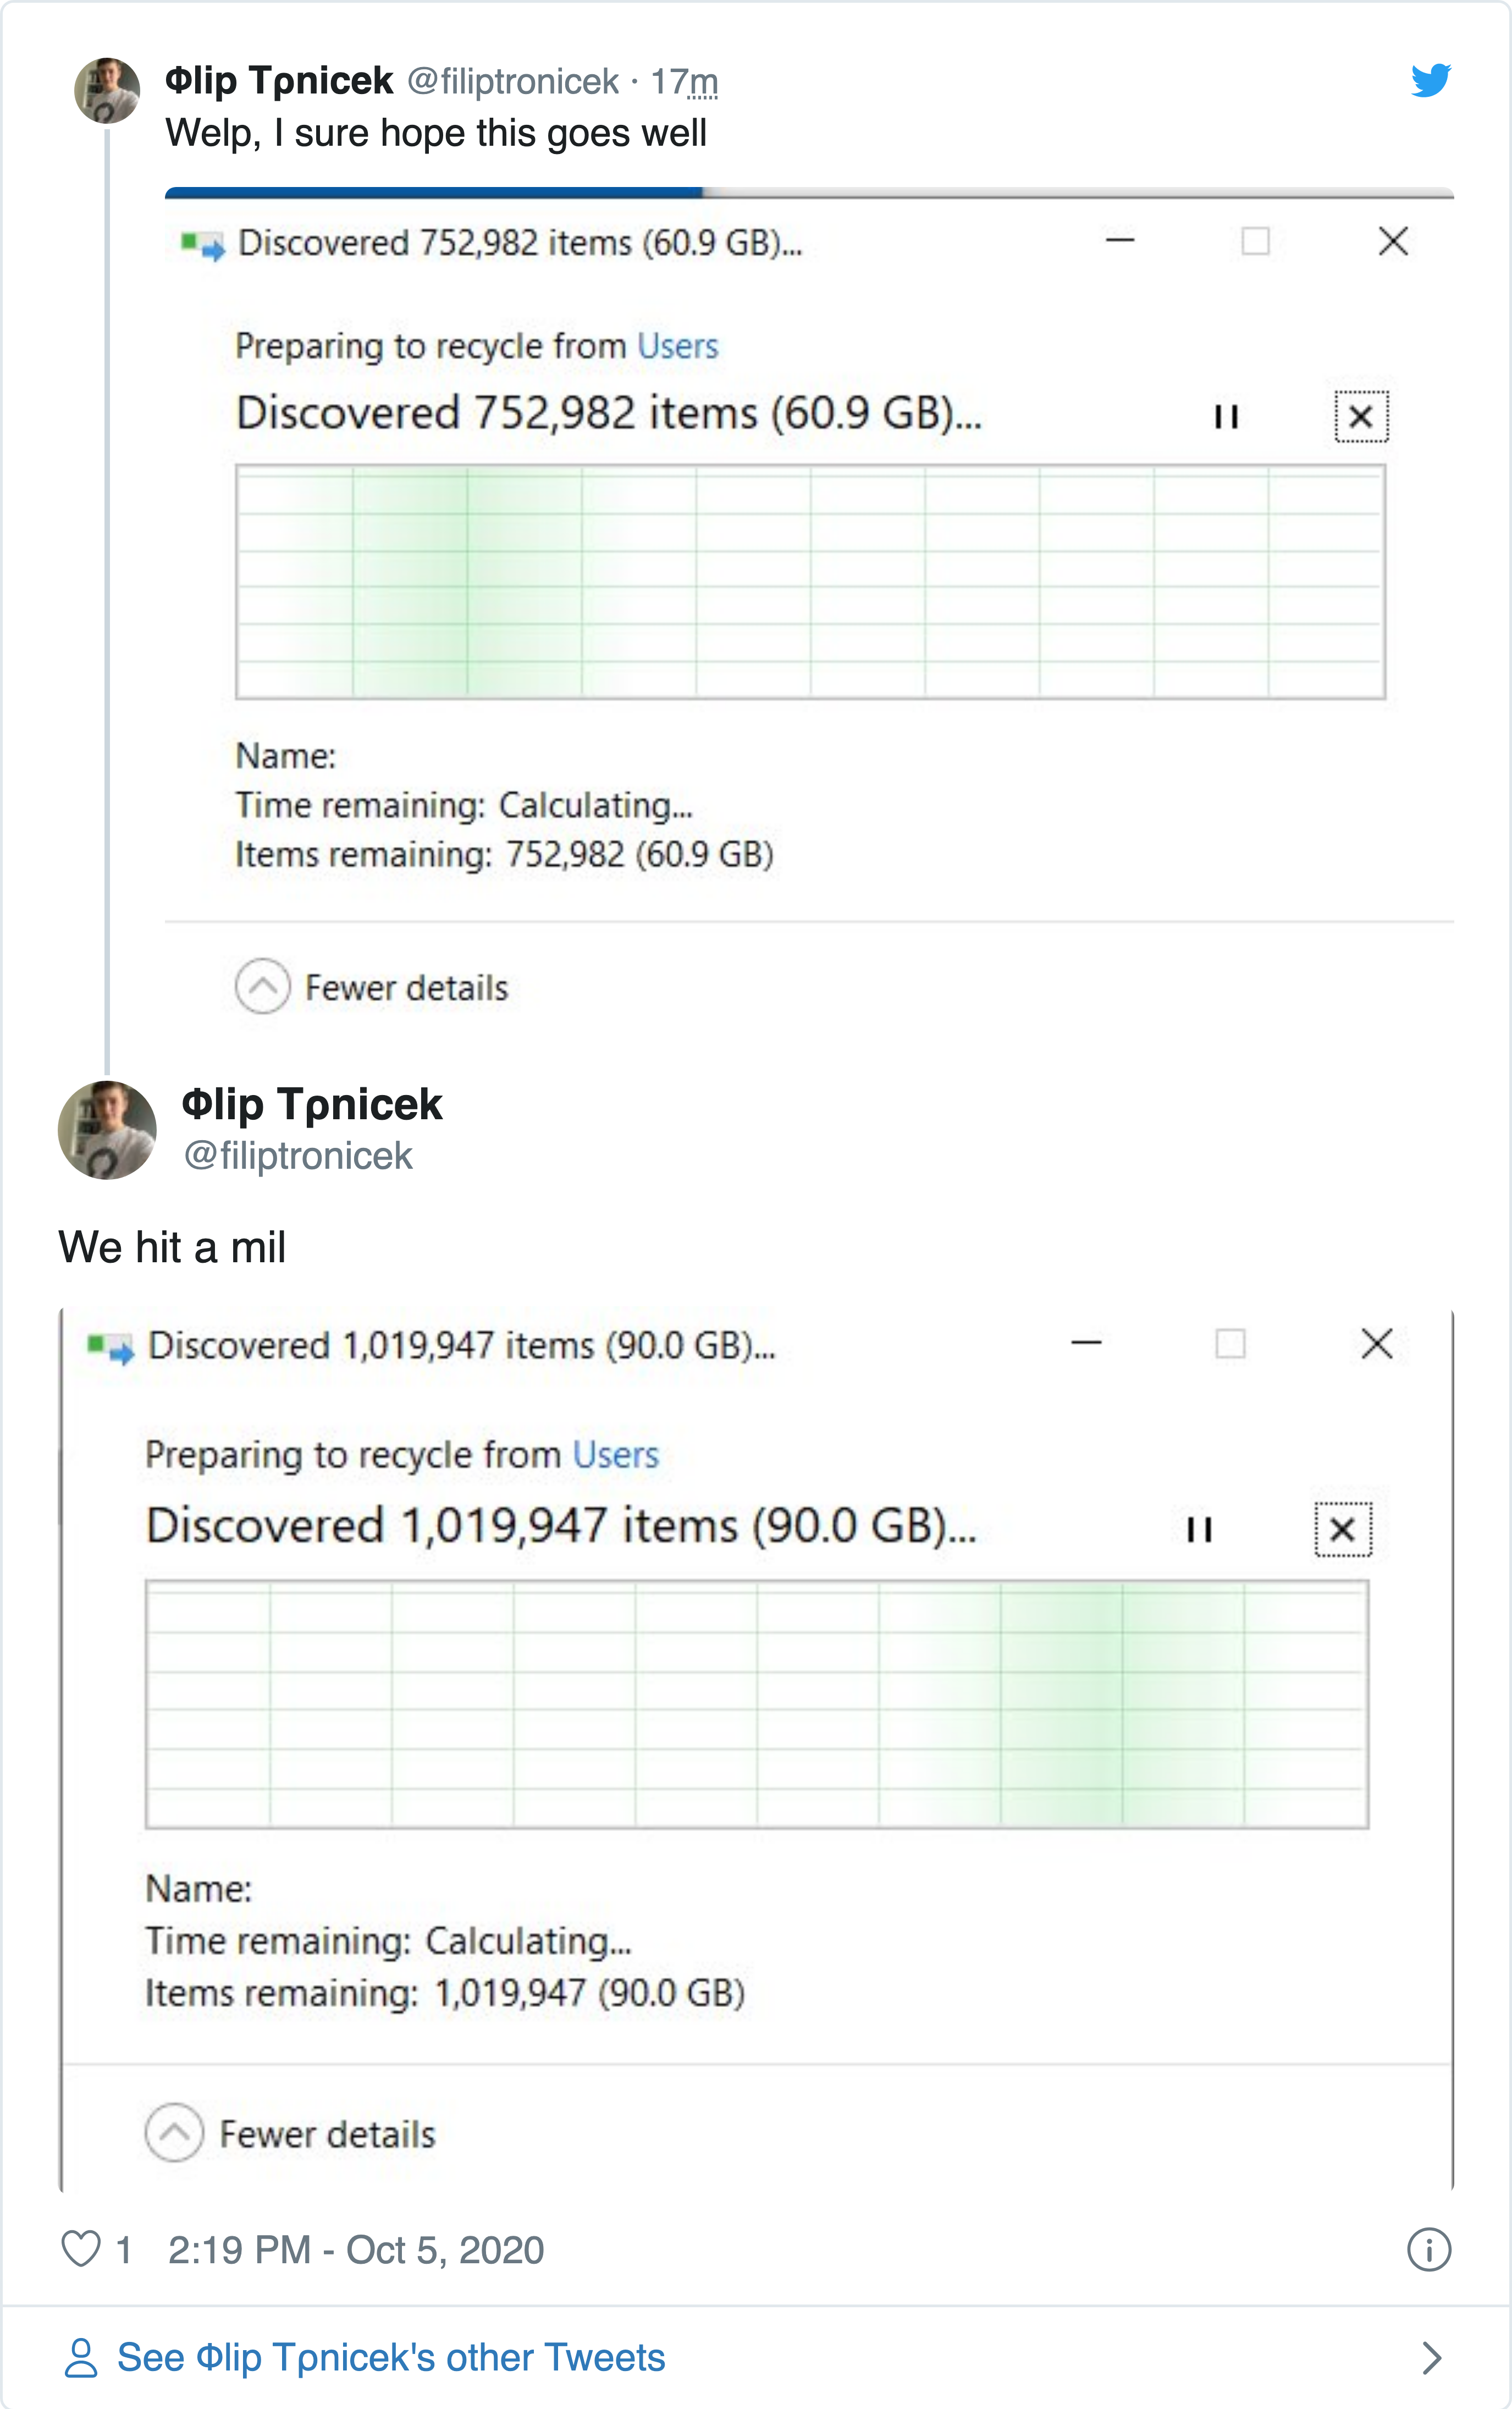 Φlip Tρnicek @filiptronicek · 17m
Welp, I sure hope this goes well
Discovered 752,982 items (60.9 GB)...
Preparing to recycle from Users
Discovered 752,982 items (60.9 GB)...
Name:
Time remaining: Calculating...
Items remaining: 752,982 (60.9 GB)
Fewer details
Φlip Tρnicek
@filiptronicek
We hit a mil
Discovered 1,019,947 items (90.0 GB)...
Preparing to recycle from Users
Discovered 1,019,947 items (90.0 GB)...
Name:
Time remaining: Calculating...
Items remaining: 1,019,947 (90.0 GB)
Fewer details
1 2:19 PM - Oct 5, 2020
See Φlip Tρnicek's other Tweets